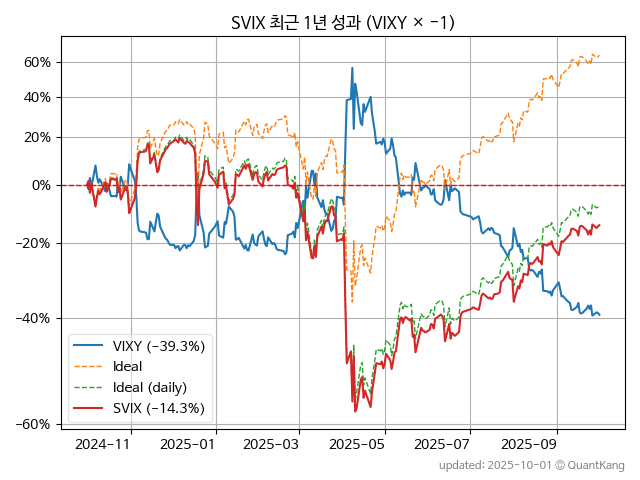 SVIX 최근 1년 성과 (VIXY × −1)
60%
40%
20%
0%
−20%
−40%
−60%
VIXY (−39.3%)
Ideal
Ideal (daily)
SVIX (−14.3%)
2024−11 2025−01 2025−03 2025−05 2025−07 2025−09
updated: 2025-10-01 © QuantKang